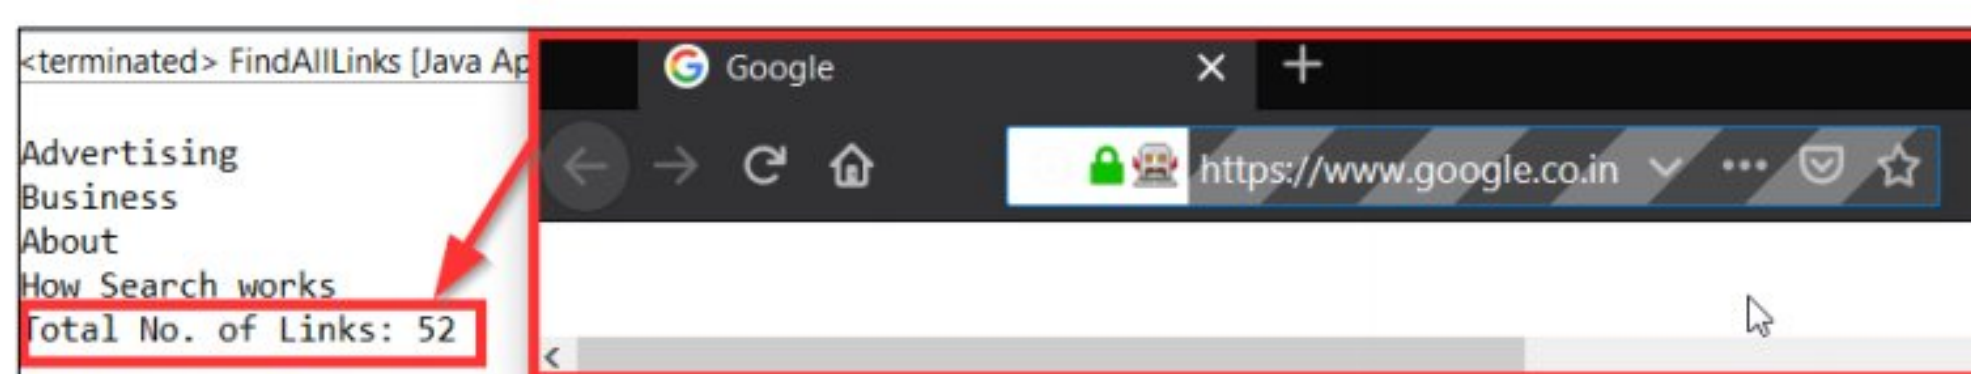 <terminated> FindAllLinks [Java Ap
Advertising
Business
About
How Search works
Total No. of Links: 52
Google
https://www.google.co.in